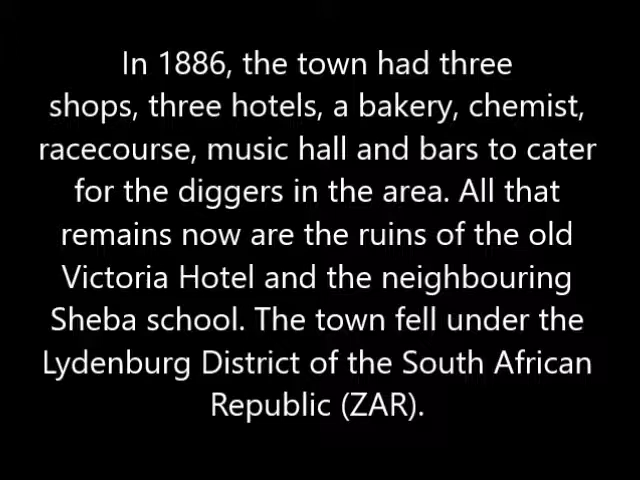 In 1886, the town had three
shops, three hotels, a bakery, chemist,
racecourse, music hall and bars to cater
for the diggers in the area. All that
remains now are the ruins of the old
Victoria Hotel and the neighbouring
Sheba school. The town fell under the
Lydenburg District of the South African
Republic (ZAR).